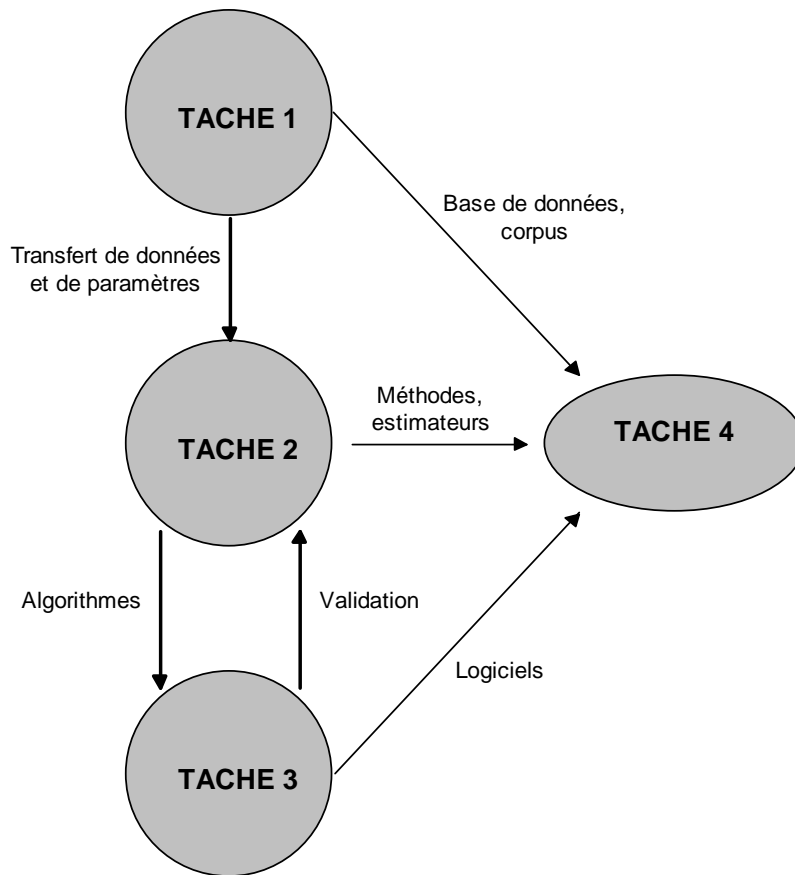 TACHE 1
Base de données,
corpus
Transfert de données
et de paramètres
Méthodes,
estimateurs
TACHE 2
TACHE 4
Algorithmes
Validation
Logiciels
TACHE 3